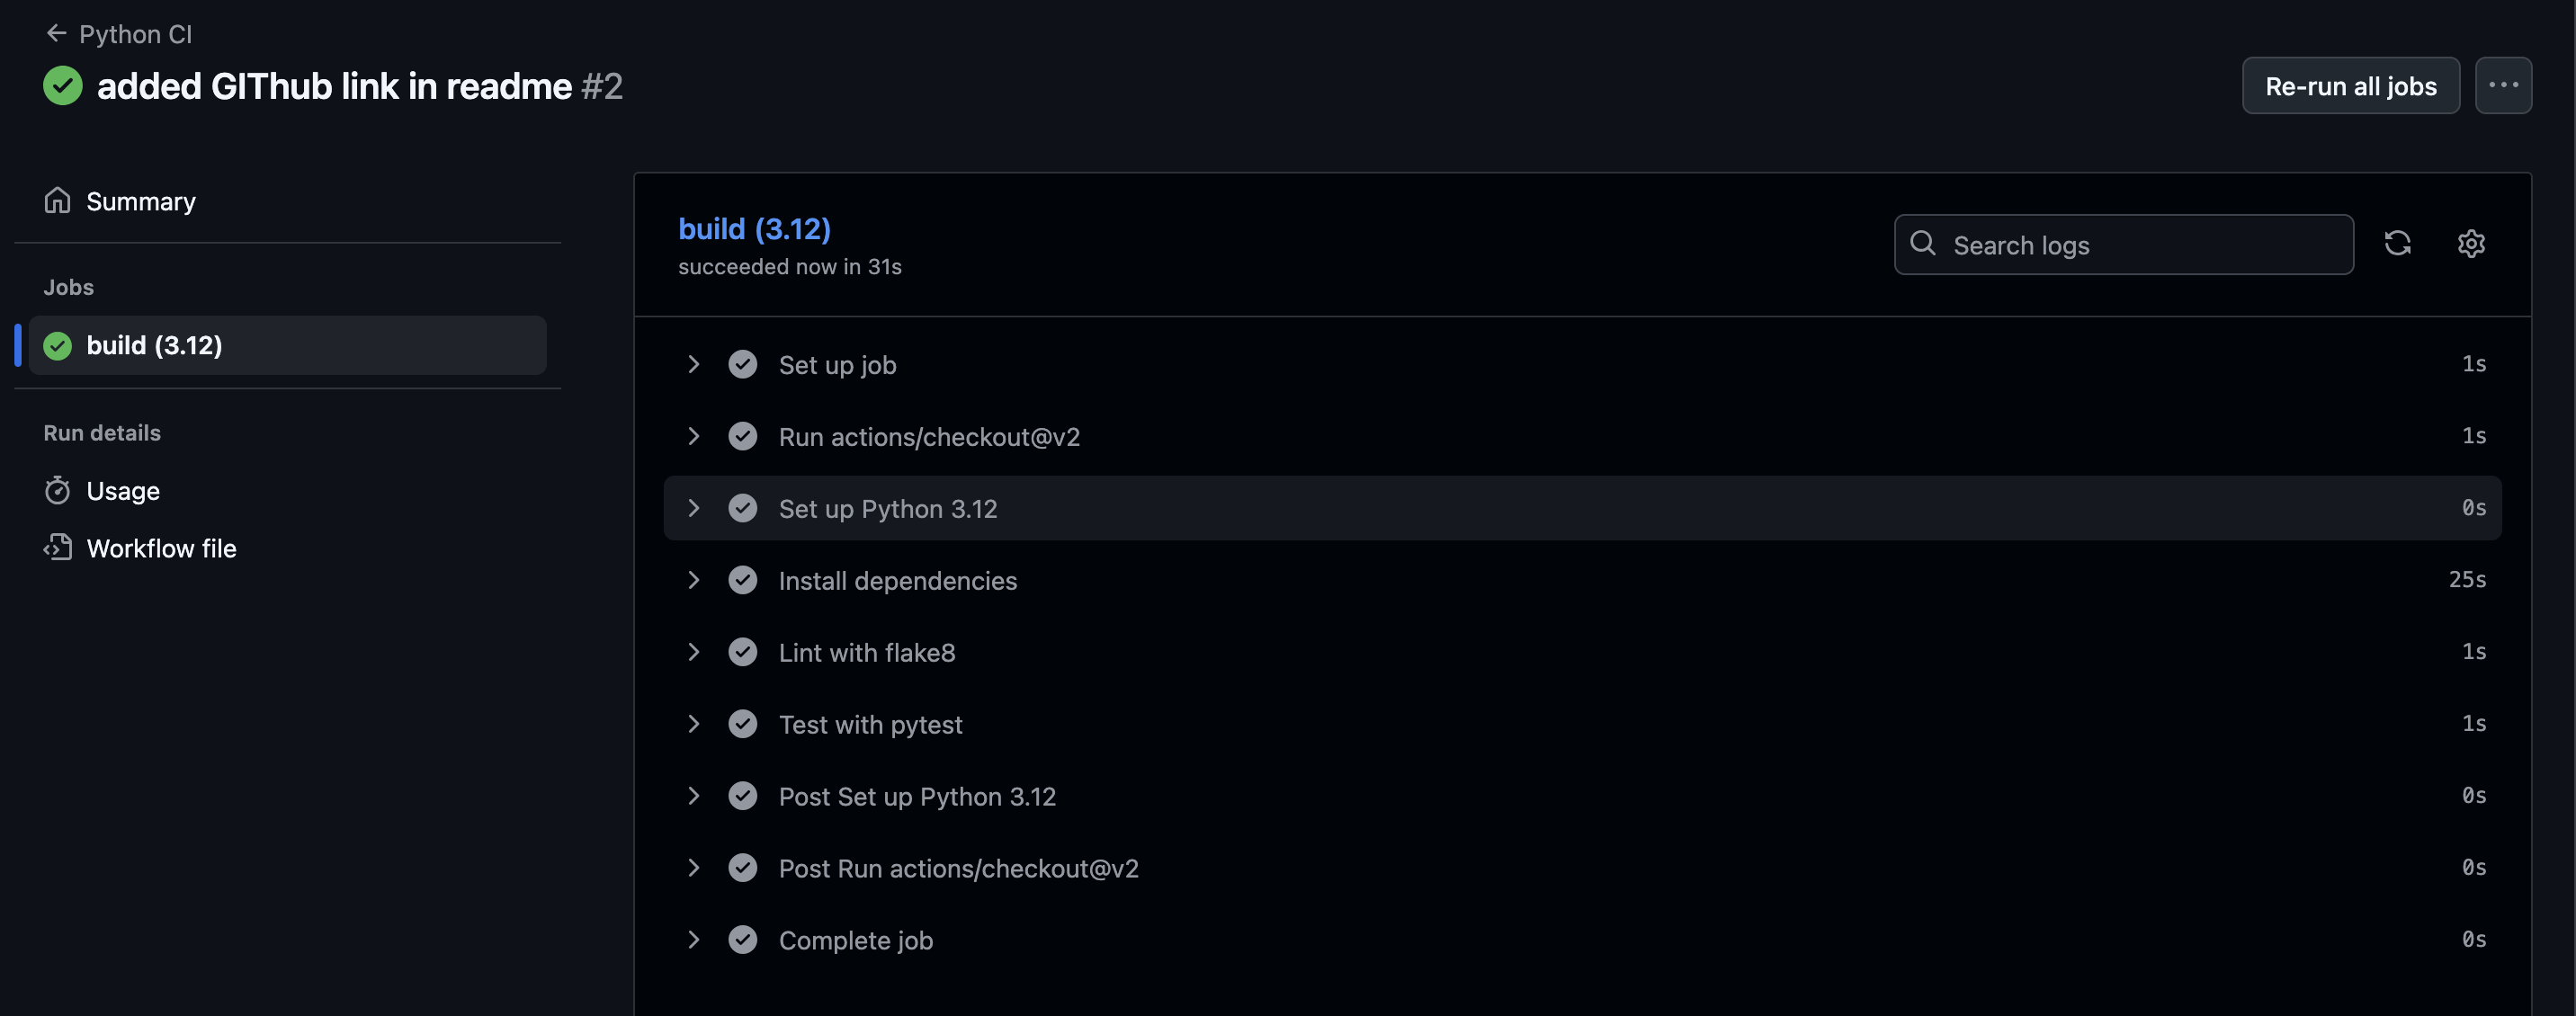 Python CI
added GIThub link in readme #2
Re-run all jobs
Summary
Jobs
build (3.12)
Run details
Usage
Workflow file
build (3.12)
succeeded now in 31s
Search logs
Set up job 1s
Run actions/checkout@v2 1s
Set up Python 3.12 0s
Install dependencies 25s
Lint with flake8 1s
Test with pytest 1s
Post Set up Python 3.12 0s
Post Run actions/checkout@v2 0s
Complete job 0s